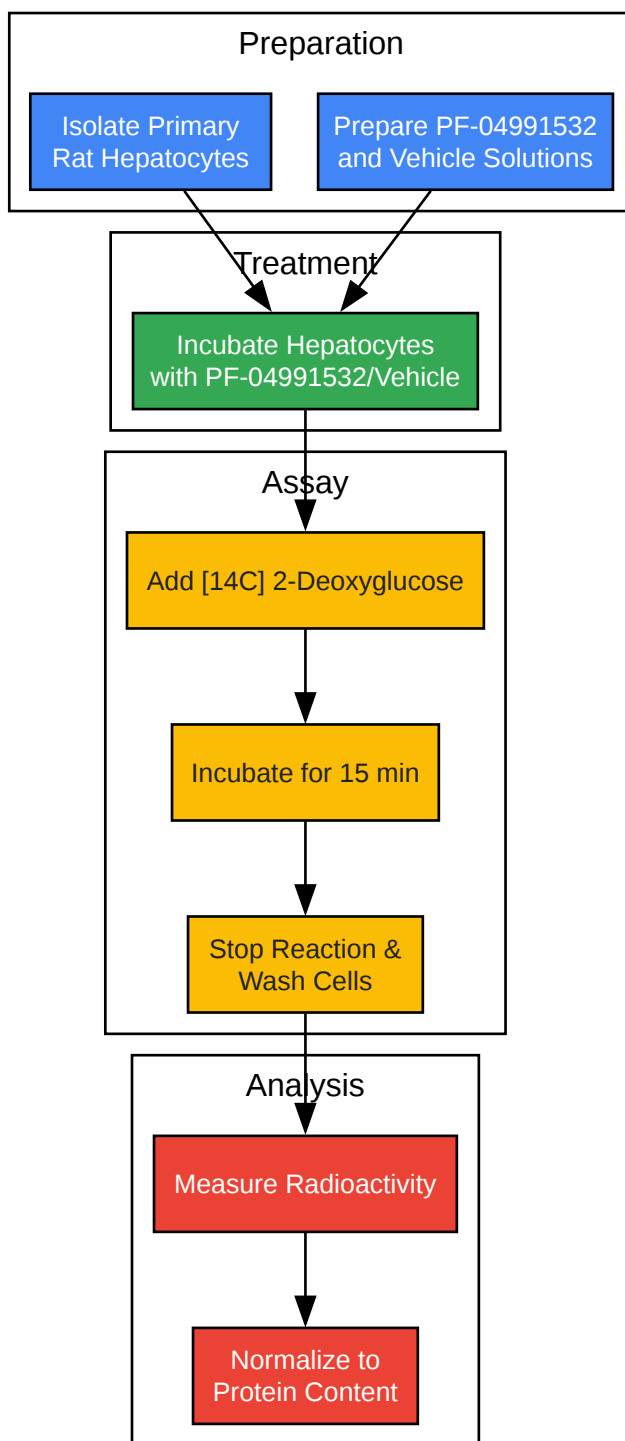 Preparation
Isolate Primary
Rat Hepatocytes
Prepare PF-04991532
and Vehicle Solutions
Treatment
Incubate Hepatocytes
with PF-04991532/Vehicle
Assay
Add [14C] 2-Deoxyglucose
Incubate for 15 min
Stop Reaction &
Wash Cells
Analysis
Measure Radioactivity
Normalize to
Protein Content